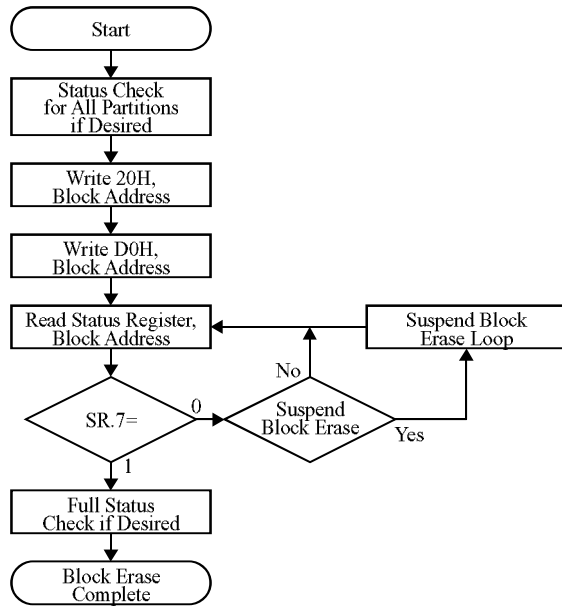 Start
Status Check
for All Partitions
if Desired
Write 20H,
Block Address
Write D0H,
Block Address
Read Status Register,
Block Address
Suspend Block
Erase Loop
No
SR.7=
0
Suspend
Block Erase
Yes
1
Full Status
Check if Desired
Block Erase
Complete